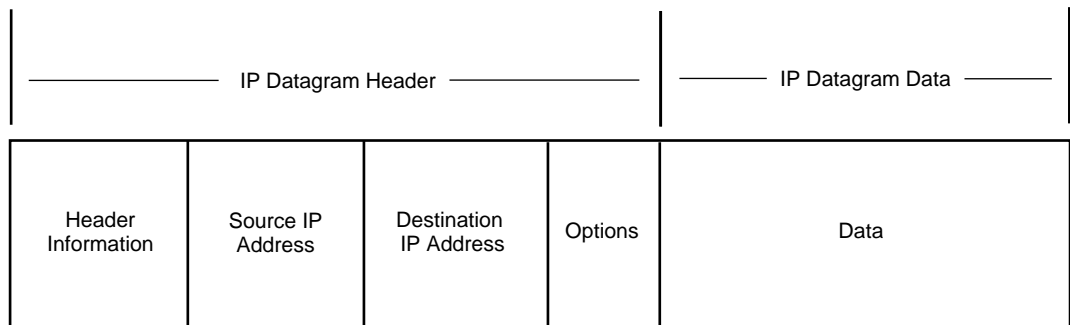 IP Datagram Header
IP Datagram Data
Header
Information
Source IP
Address
Destination
IP Address
Options
Data